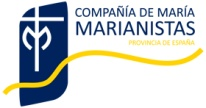 COMPAÑÍA DE MARÍA
MARIANISTAS
PROVINCIA DE ESPAÑA